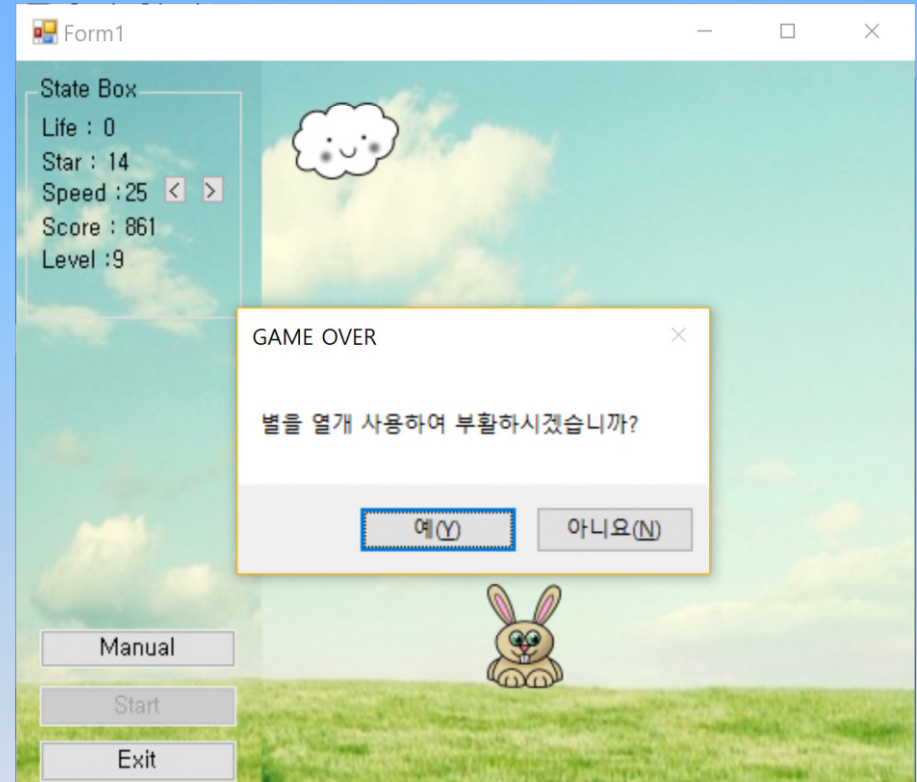 Form1
State Box
Life : 0
Star : 14
Speed :25 < >
Score : 861
Level :9
GAME OVER
별을 열개 사용하여 부활하시겠습니까?
예(Y) 아니요(N)
Manual
Start
Exit